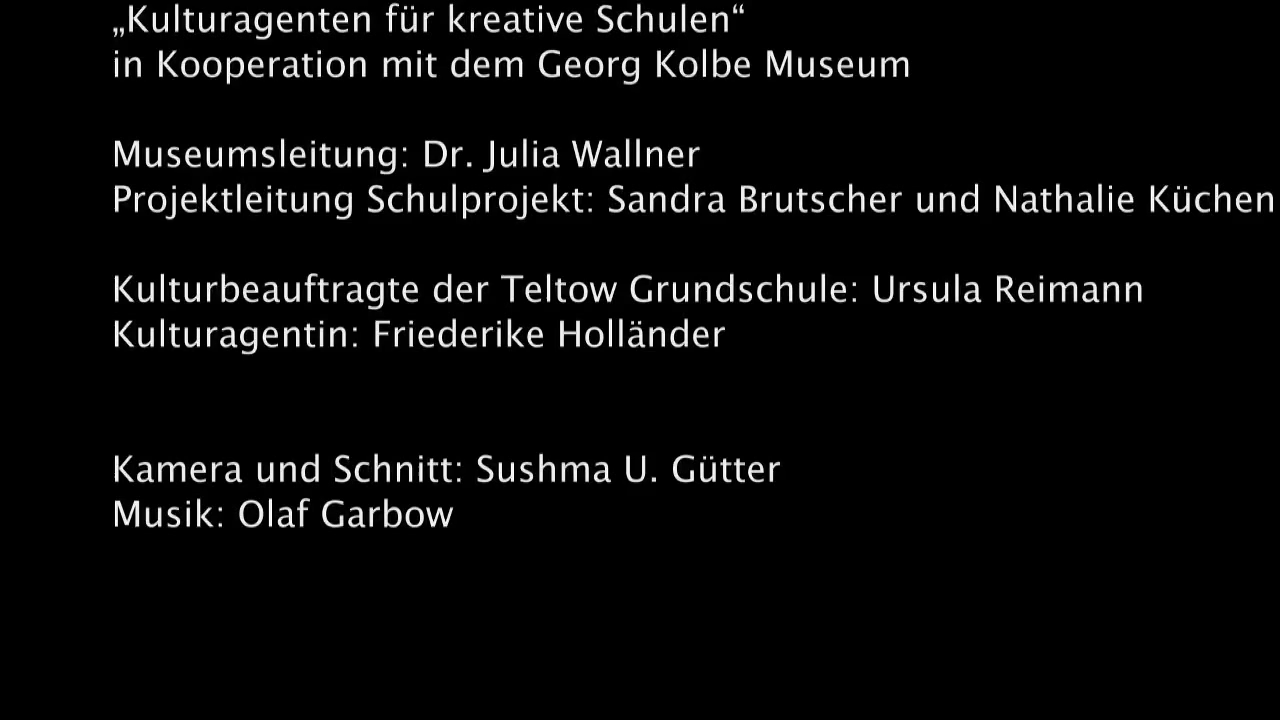 „Kulturagenten für kreative Schulen“
in Kooperation mit dem Georg Kolbe Museum
Museumsleitung: Dr. Julia Wallner
Projektleitung Schulprojekt: Sandra Brutscher und Nathalie Küchen
Kulturbeauftragte der Teltow Grundschule: Ursula Reimann
Kulturagentin: Friederike Holländer
Kamera und Schnitt: Sushma U. Gütter
Musik: Olaf Garbow